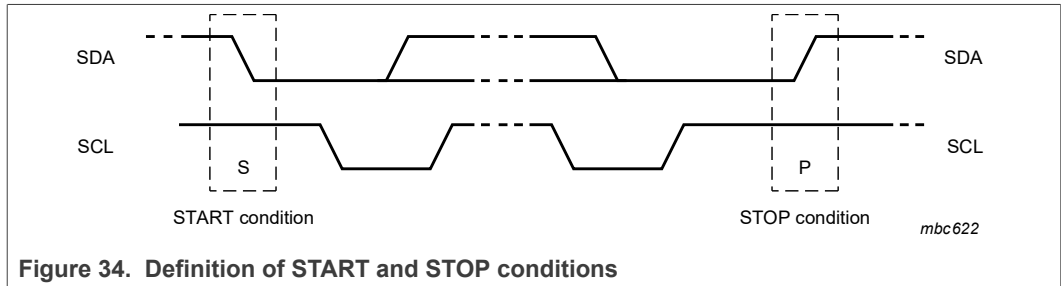 SDA SDA
SCL SCL
S P
START condition STOP condition
mbc622
Figure 34. Definition of START and STOP conditions